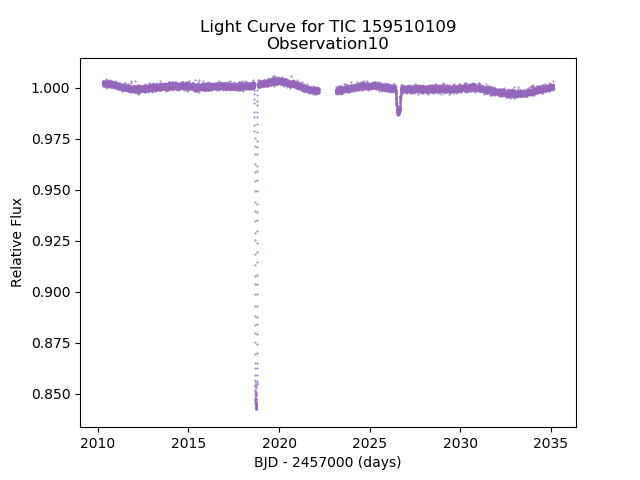 Light Curve for TIC 159510109
Observation10
Relative Flux
1.000
0.975
0.950
0.925
0.900
0.875
0.850
2010 2015 2020 2025 2030 2035
BJD - 2457000 (days)